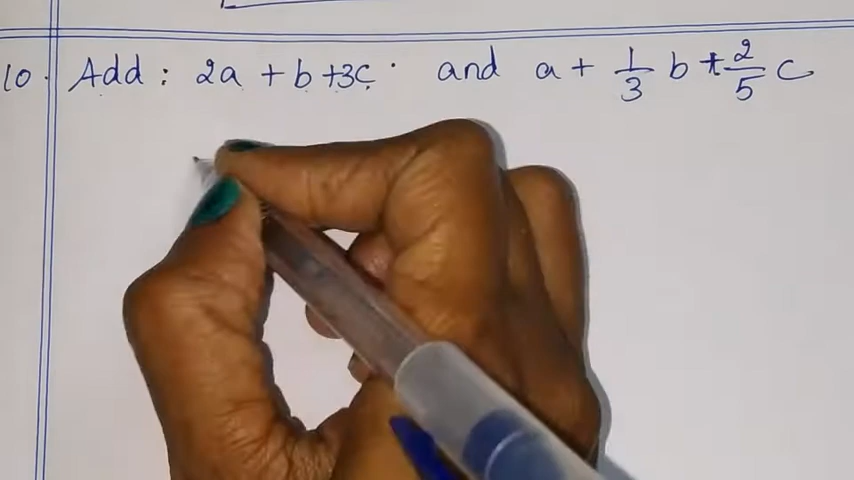 10. Add : 2a + b + 3c and a + 1/3 b + 2/5 c